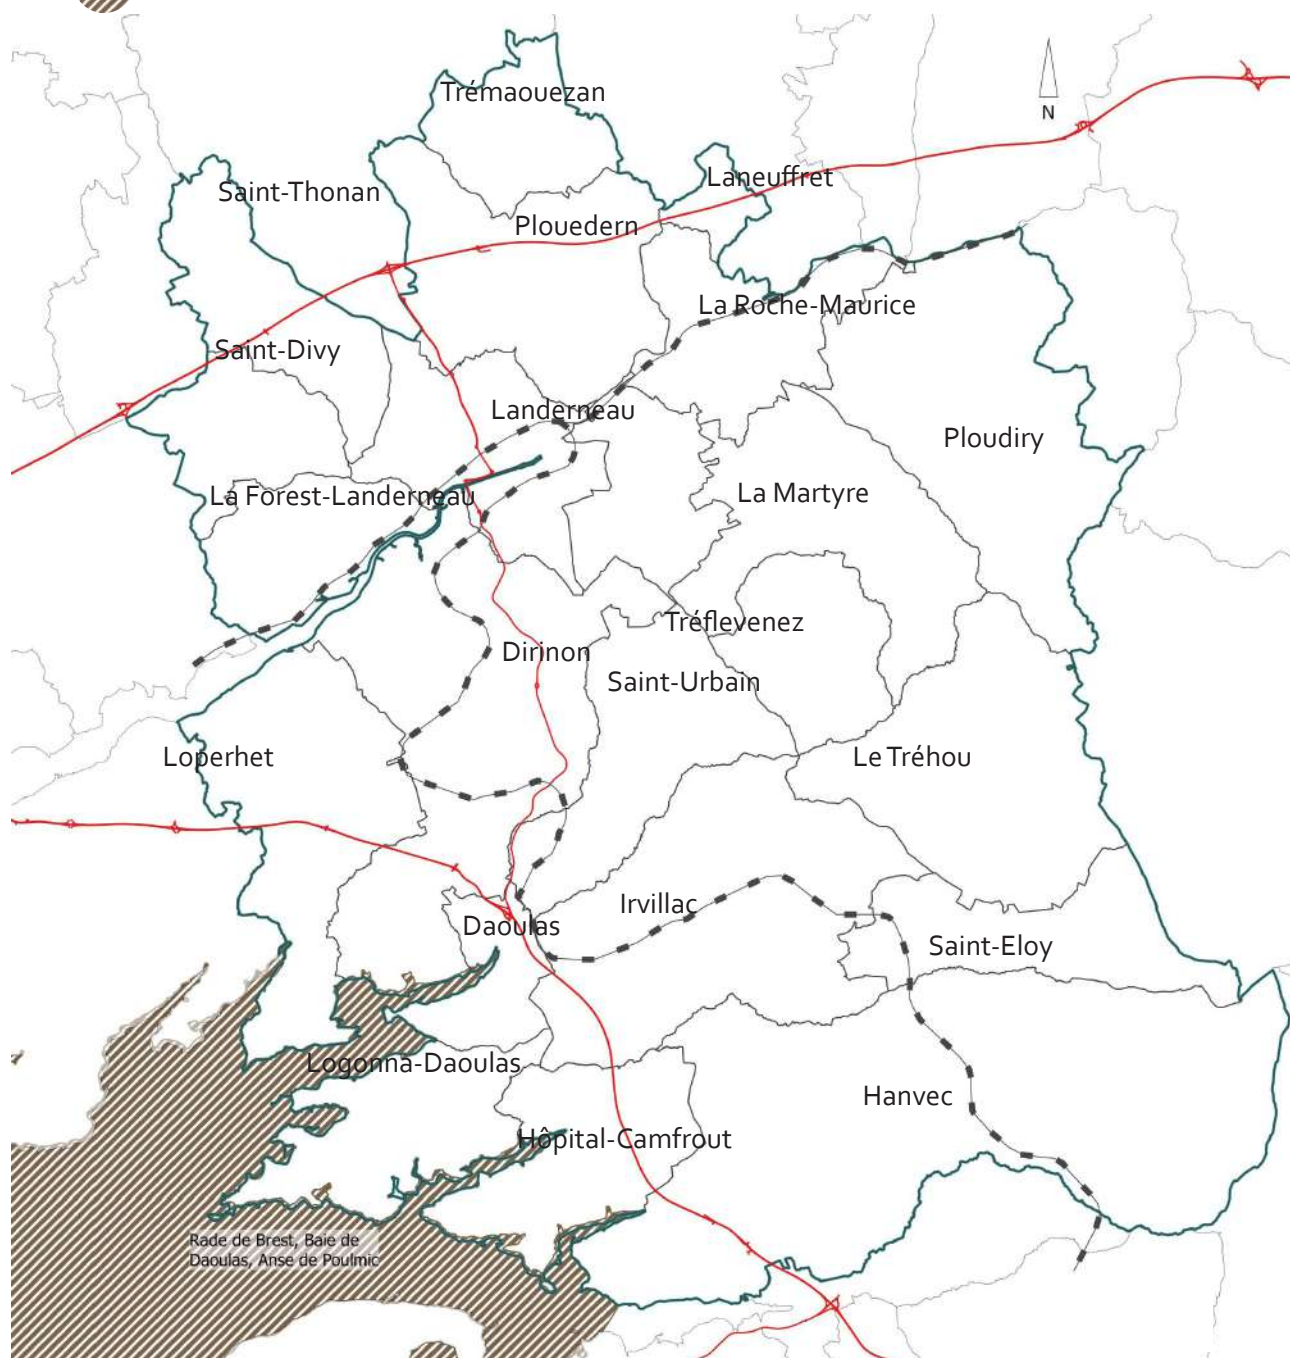 Trémaouezan
N
Laneuffret
Saint-Thonan
Plouedern
La Roche-Maurice
Saint-Divy
Landerneau
Ploudiry
La Forest-Landerneau
La Martyre
Tréflevenez
Dirinon
Saint-Urbain
Loperhet
Le Tréhou
Irvillac
Daoulas
Saint-Eloy
Logonna-Daoulas
Hanvec
Hôpital-Camfrout
Rade de Brest, Baie de
Daoulas, Anse de Poulmic